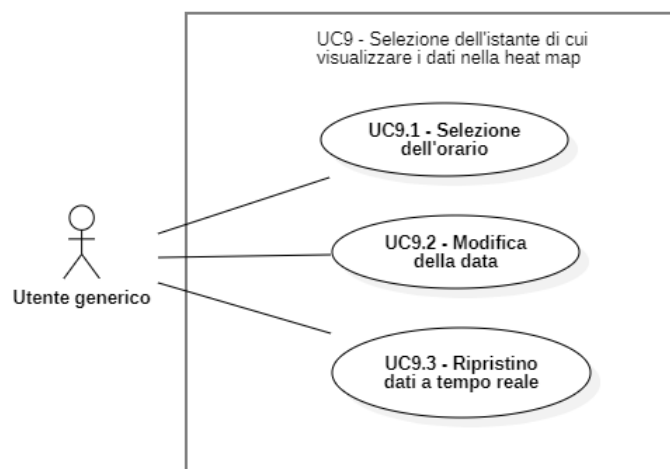 UC9 - Selezione dell'istante di cui
visualizzare i dati nella heat map
UC9.1 - Selezione
dell'orario
UC9.2 - Modifica
della data
Utente generico
UC9.3 - Ripristino
dati a tempo reale